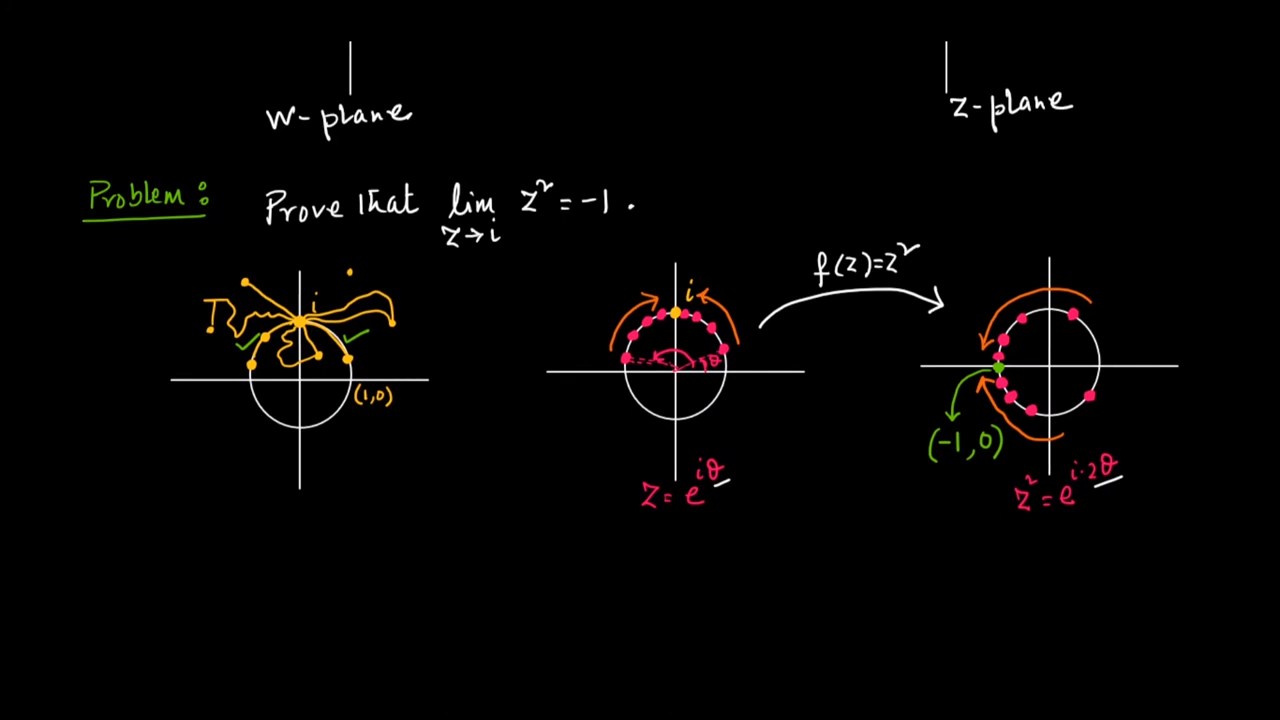 w-plane
z-plane
Problem:
Prove that lim z² = -1.
z→i
f(z)=z²
i
i
θ
(1,0)
(-1,0)
z = e^{iθ}
z² = e^{i·2θ}